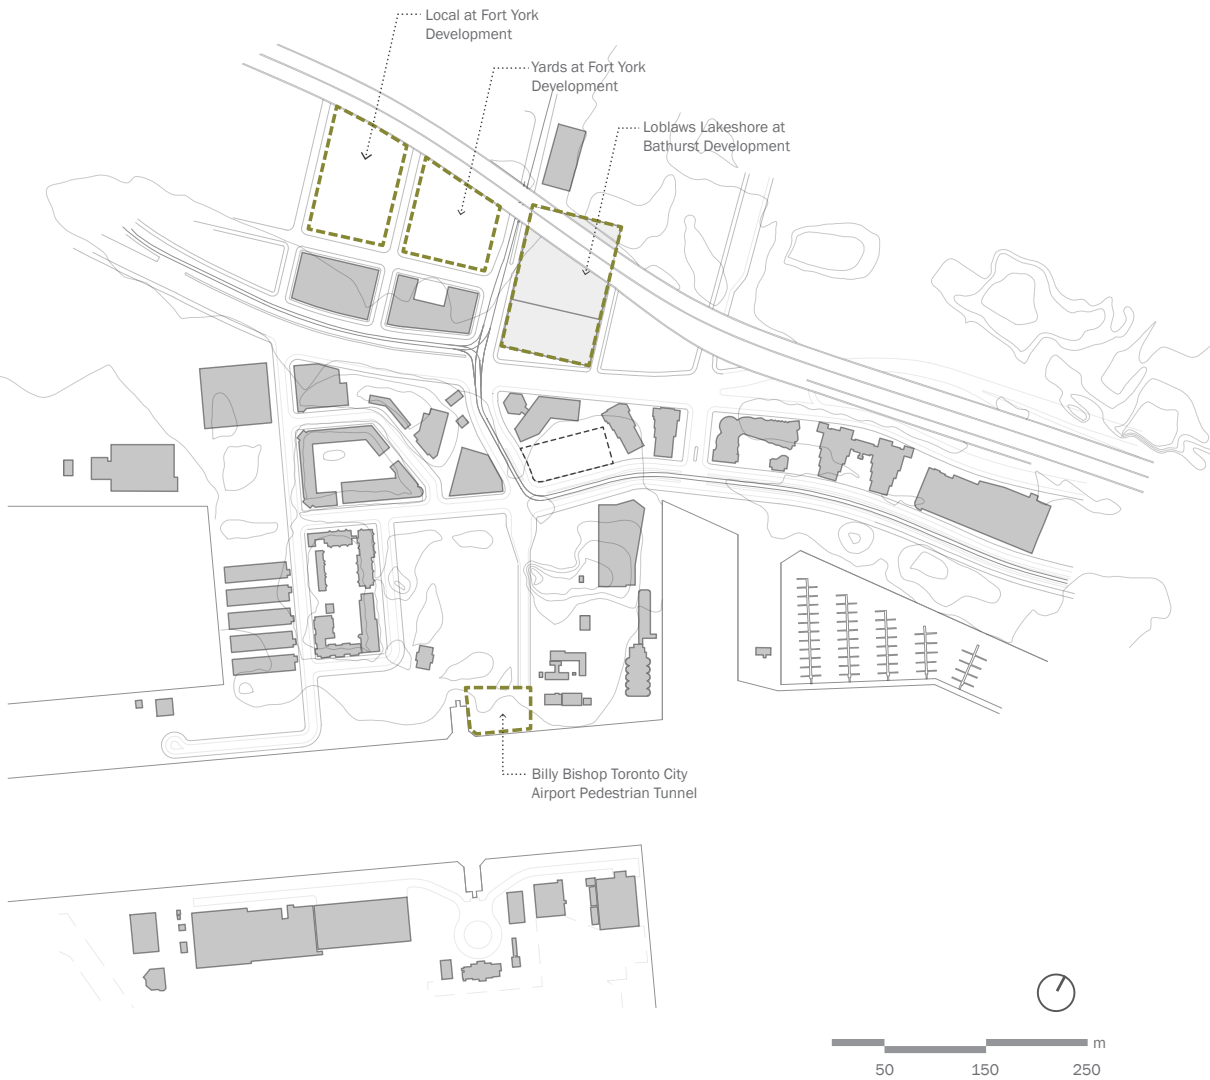 Local at Fort York
Development
Yards at Fort York
Development
Loblaws Lakeshore at
Bathurst Development
Billy Bishop Toronto City
Airport Pedestrian Tunnel
m
50
150
250